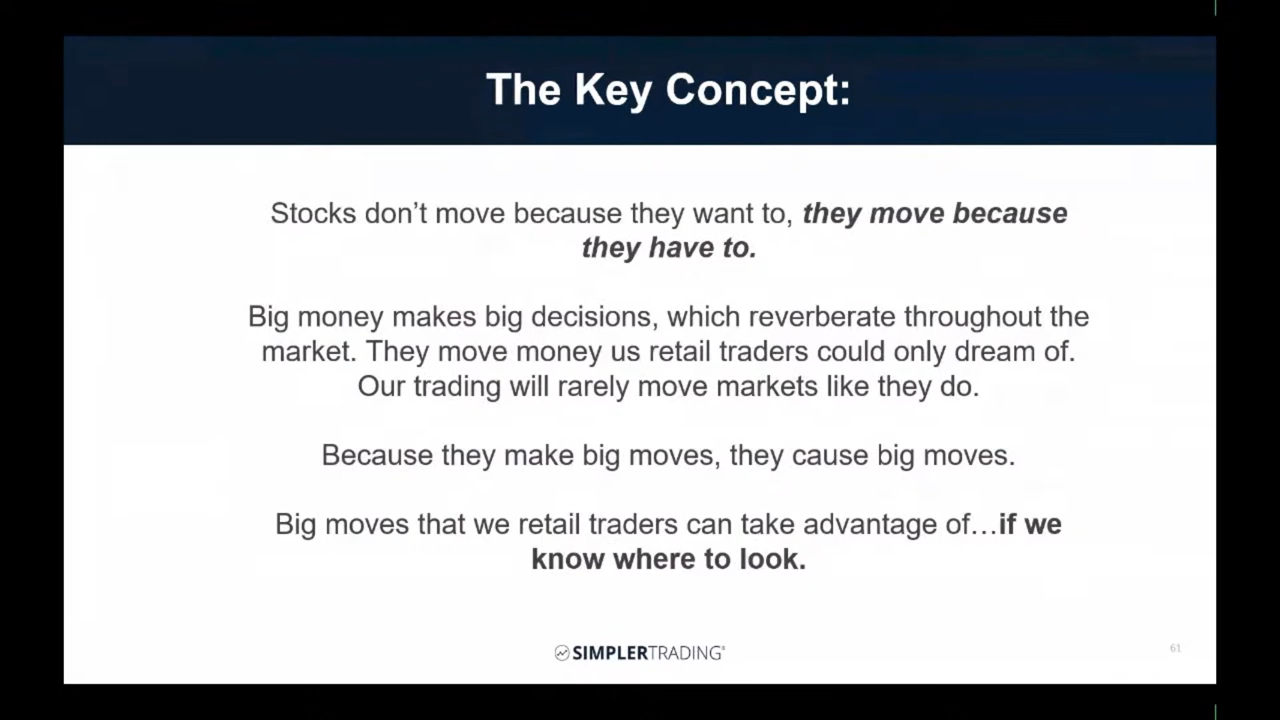 The Key Concept:
Stocks don’t move because they want to, they move because
they have to.
Big money makes big decisions, which reverberate throughout the
market. They move money us retail traders could only dream of.
Our trading will rarely move markets like they do.
Because they make big moves, they cause big moves.
Big moves that we retail traders can take advantage of…if we
know where to look.
SIMPLERTRADING®
61